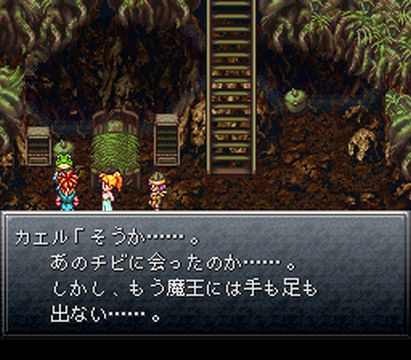 カエル「そうか⋯⋯。
あのチビに会ったのか⋯⋯。
しかし、もう魔王には手も足も
出ない⋯⋯。